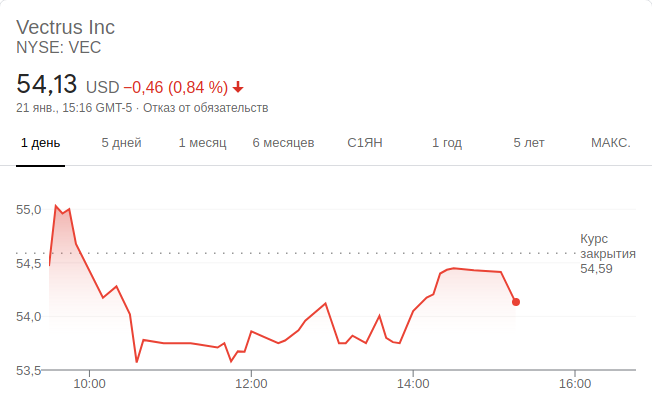 Vectrus Inc
NYSE: VEC
54,13 USD −0,46 (0,84 %)
21 янв., 15:16 GMT-5 · Отказ от обязательств
1 день 5 дней 1 месяц 6 месяцев С1ЯН 1 год 5 лет МАКС.
55,0
Курс
закрытия
54,59
54,5
54,0
53,5
10:00 12:00 14:00 16:00